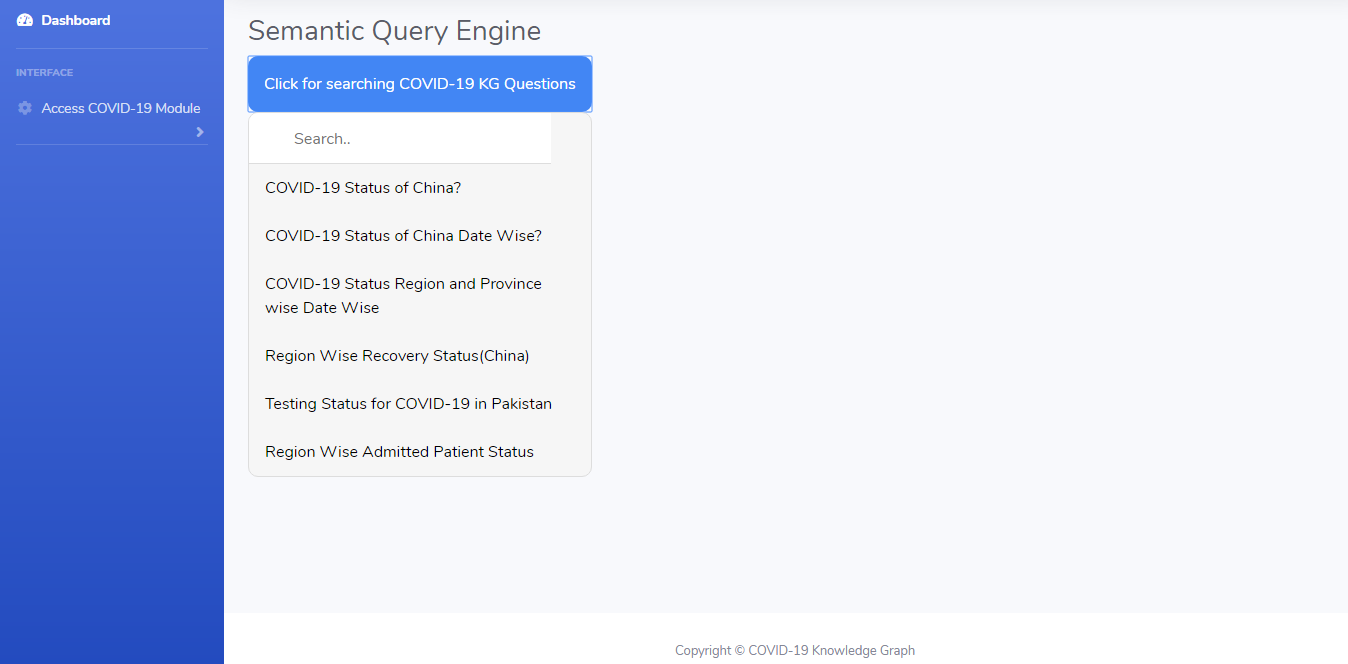 Dashboard
INTERFACE
Access COVID-19 Module
Semantic Query Engine
Click for searching COVID-19 KG Questions
Search..
COVID-19 Status of China?
COVID-19 Status of China Date Wise?
COVID-19 Status Region and Province
wise Date Wise
Region Wise Recovery Status(China)
Testing Status for COVID-19 in Pakistan
Region Wise Admitted Patient Status
Copyright © COVID-19 Knowledge Graph